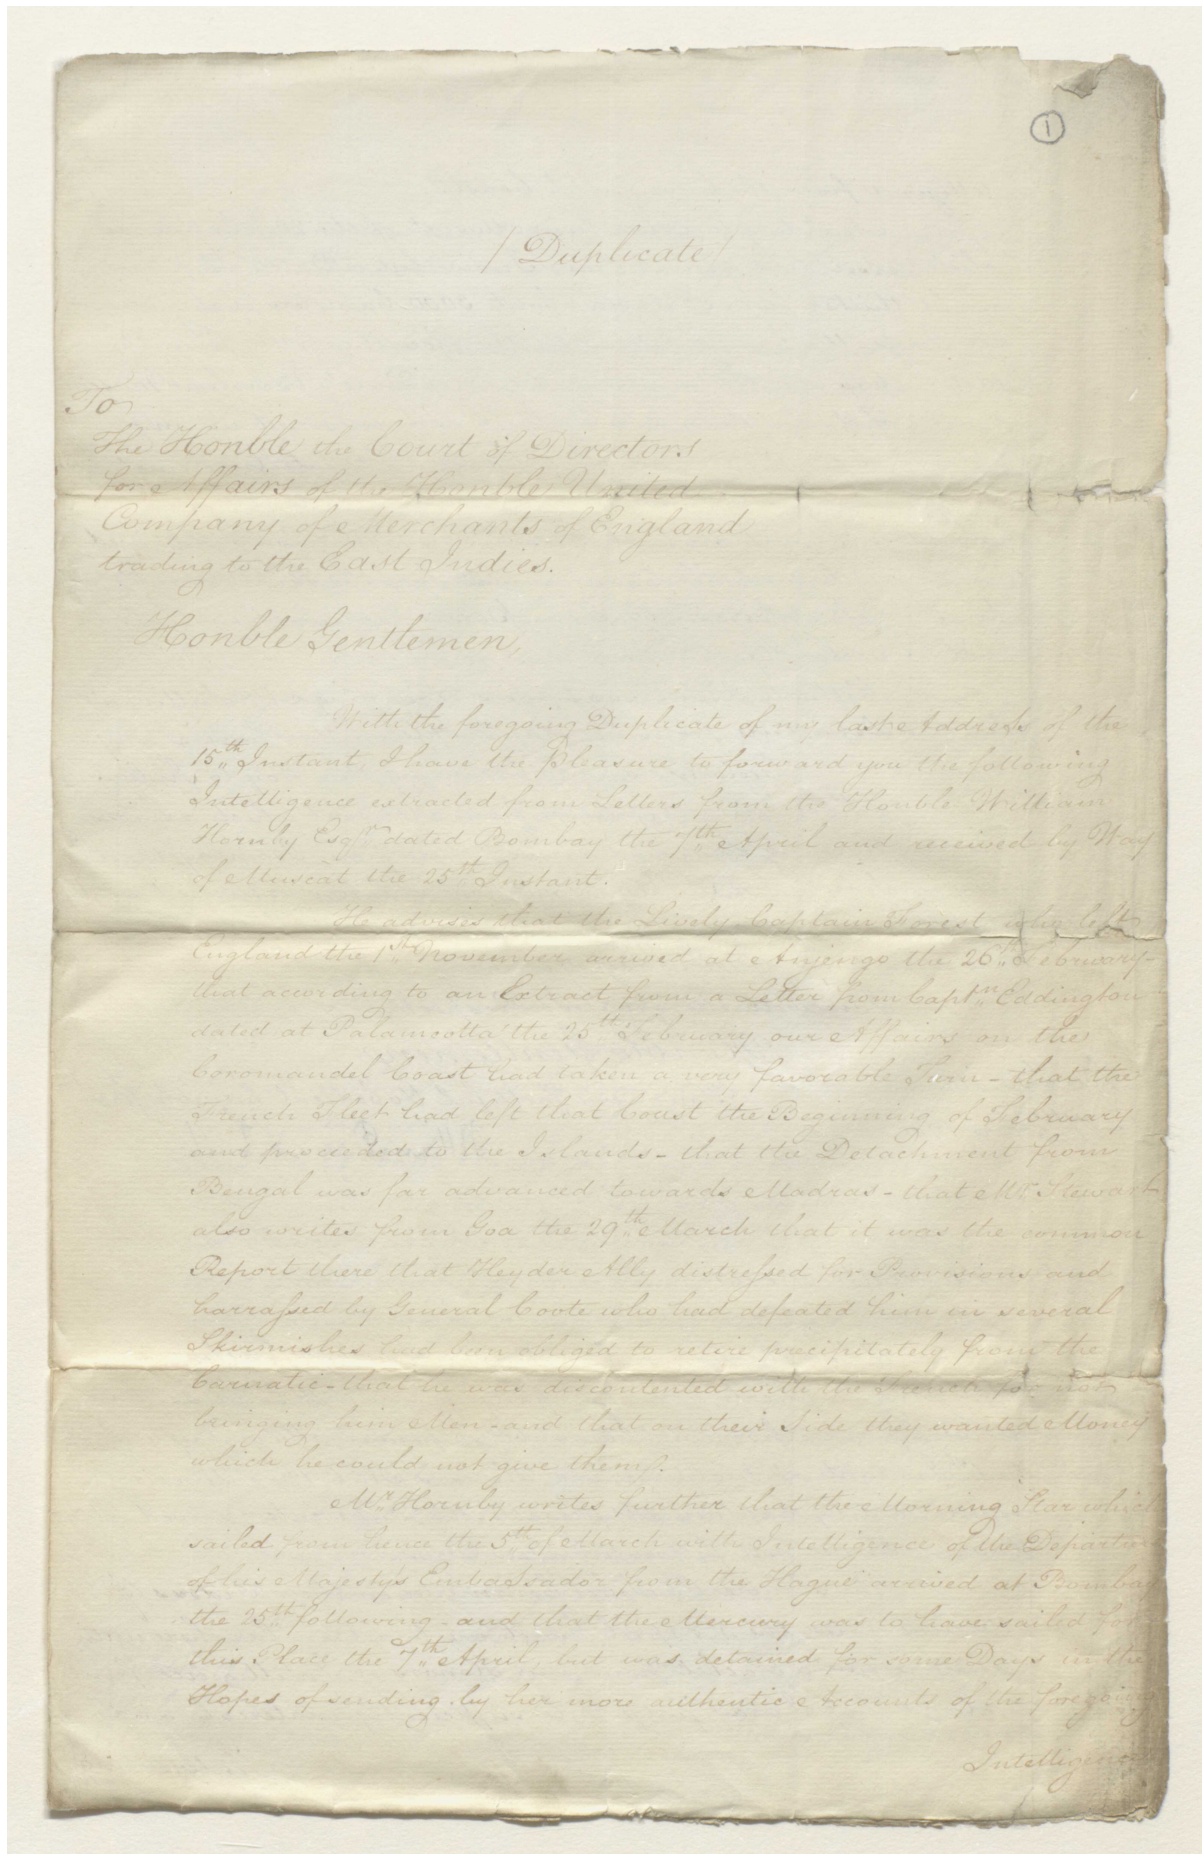 1
/ Duplicate /
To
The Honble the Court of Directors
for Affairs of the Honble United
Company of Merchants of England
trading to the East Indies.
Honble Gentlemen,
With the foregoing Duplicate of my last Address of the
15th Instant, I have the Pleasure to forward you the following
Intelligence extracted from Letters from the Honble William
Hornby Esqr dated Bombay the 7th April and received by Way
of Muscat the 25th Instant.
He advises that the Lively Captain Forest who left
England the 1st November, arrived at Anjengo the 26th February-
that according to an Extract from a Letter from Captn Eddington
dated at Palamcotta the 25th February our Affairs on the
Coromandel Coast had taken a very favorable Turn - that the
French Fleet had left that Coast the Beginning of February
and proceeded to the Islands - that the Detachment from
Bengal was far advanced towards Madras - that Mr Stewart
also writes from Goa the 29th March that it was the common
Report there that Heyder Ally distressed for Provisions and
harrassed by General Coote who had defeated him in several
Skirmishes had been obliged to retire precipitately from the
Carnatic - that he was discontented with the French for not
bringing him Men - and that on their Side they wanted Money
which he could not give them.
Mr Hornby writes further that the Morning Star which
sailed from hence the 5th of March with Intelligence of the Departure
of his Majesty's Embassador from the Hague arrived at Bombay
the 25th following - and that the Mercury was to have sailed for
this Place the 7th April, but was detained for some Days in the
Hopes of sending by her more authentic Accounts of the foregoing
Intelligence